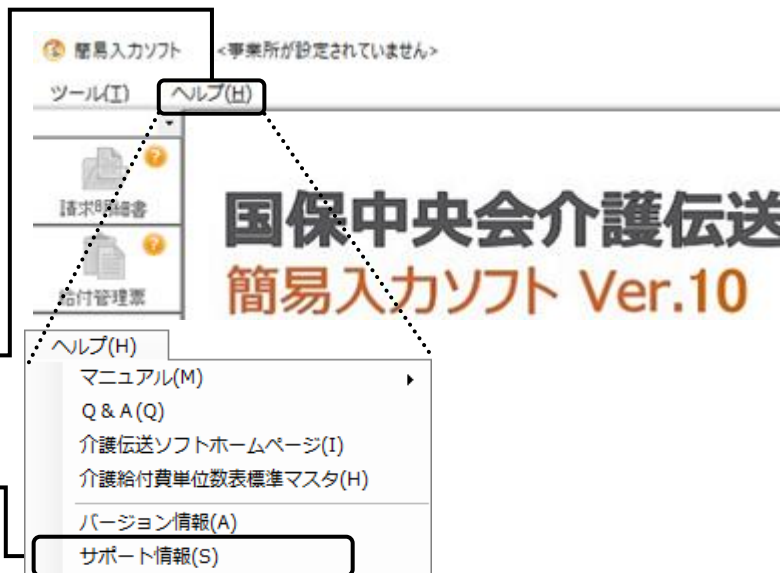 簡易入力ソフト <事業所が設定されていません>
ツール(I) ヘルプ(H)
請求明細書
給付管理票
国保中央会介護伝送
簡易入力ソフト Ver.10
ヘルプ(H)
マニュアル(M)
Q & A(Q)
介護伝送ソフトホームページ(I)
介護給付費単位数表標準マスタ(H)
バージョン情報(A)
サポート情報(S)